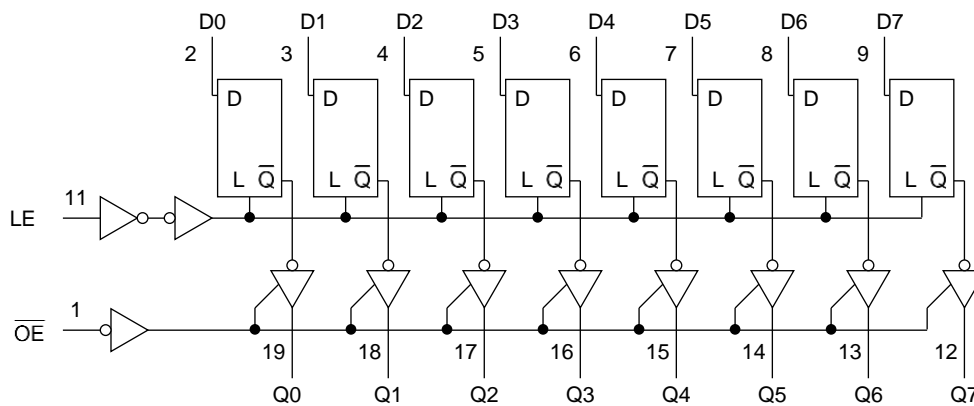 D0 D1 D2 D3 D4 D5 D6 D7
2 3 4 5 6 7 8 9
D D D D D D D D
L Q̅ L Q̅ L Q̅ L Q̅ L Q̅ L Q̅ L Q̅ L Q̅
11
LE
1
O̅E̅
19 18 17 16 15 14 13 12
Q0 Q1 Q2 Q3 Q4 Q5 Q6 Q7